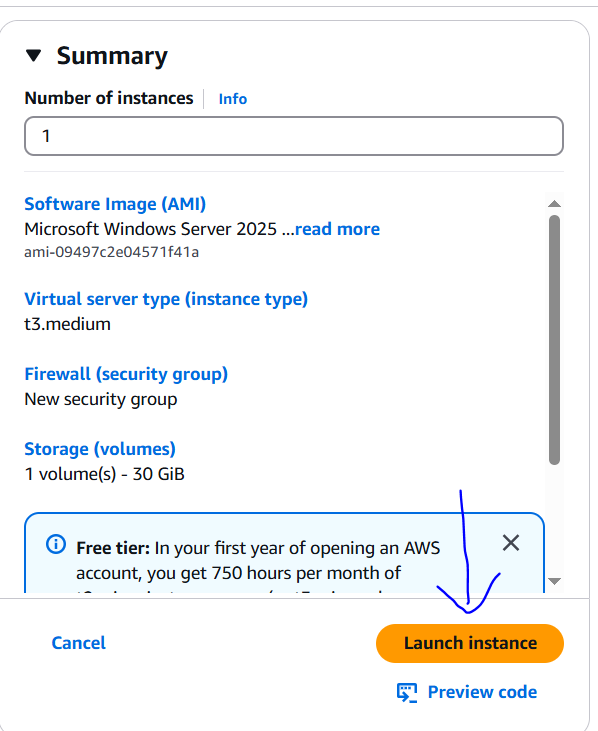 Summary
Number of instances Info
1
Software Image (AMI)
Microsoft Windows Server 2025 ...read more
ami-09497c2e04571f41a
Virtual server type (instance type)
t3.medium
Firewall (security group)
New security group
Storage (volumes)
1 volume(s) - 30 GiB
Free tier: In your first year of opening an AWS
account, you get 750 hours per month of
Cancel
Launch instance
Preview code